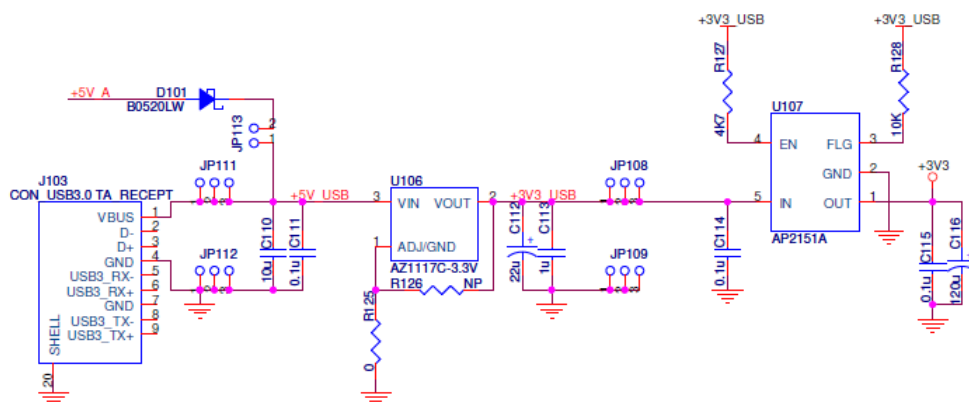 +3V3_USB
+3V3_USB
R127
R128
+5V_A
D101
B0520LW
U107
4K7
10K
JP113
2
1
4
EN
FLG
3
J103
CON_USB3.0 TA_RECEPT
JP111
U106
JP108
GND
2
+3V3
+5V_USB
3
VIN
VOUT
2
+3V3_USB
5
IN
OUT
1
VBUS
1
D-
2
D+
3
GND
4
USB3_RX-
5
USB3_RX+
6
GND
7
USB3_TX-
8
USB3_TX+
9
SHELL
20
AP2151A
C110
10u
C111
0.1u
1
ADJ/GND
AZ1117C-3.3V
C112
22u
+
C113
1u
C114
0.1u
C115
0.1u
C116
120u
JP112
JP109
R126
NP
R125
0